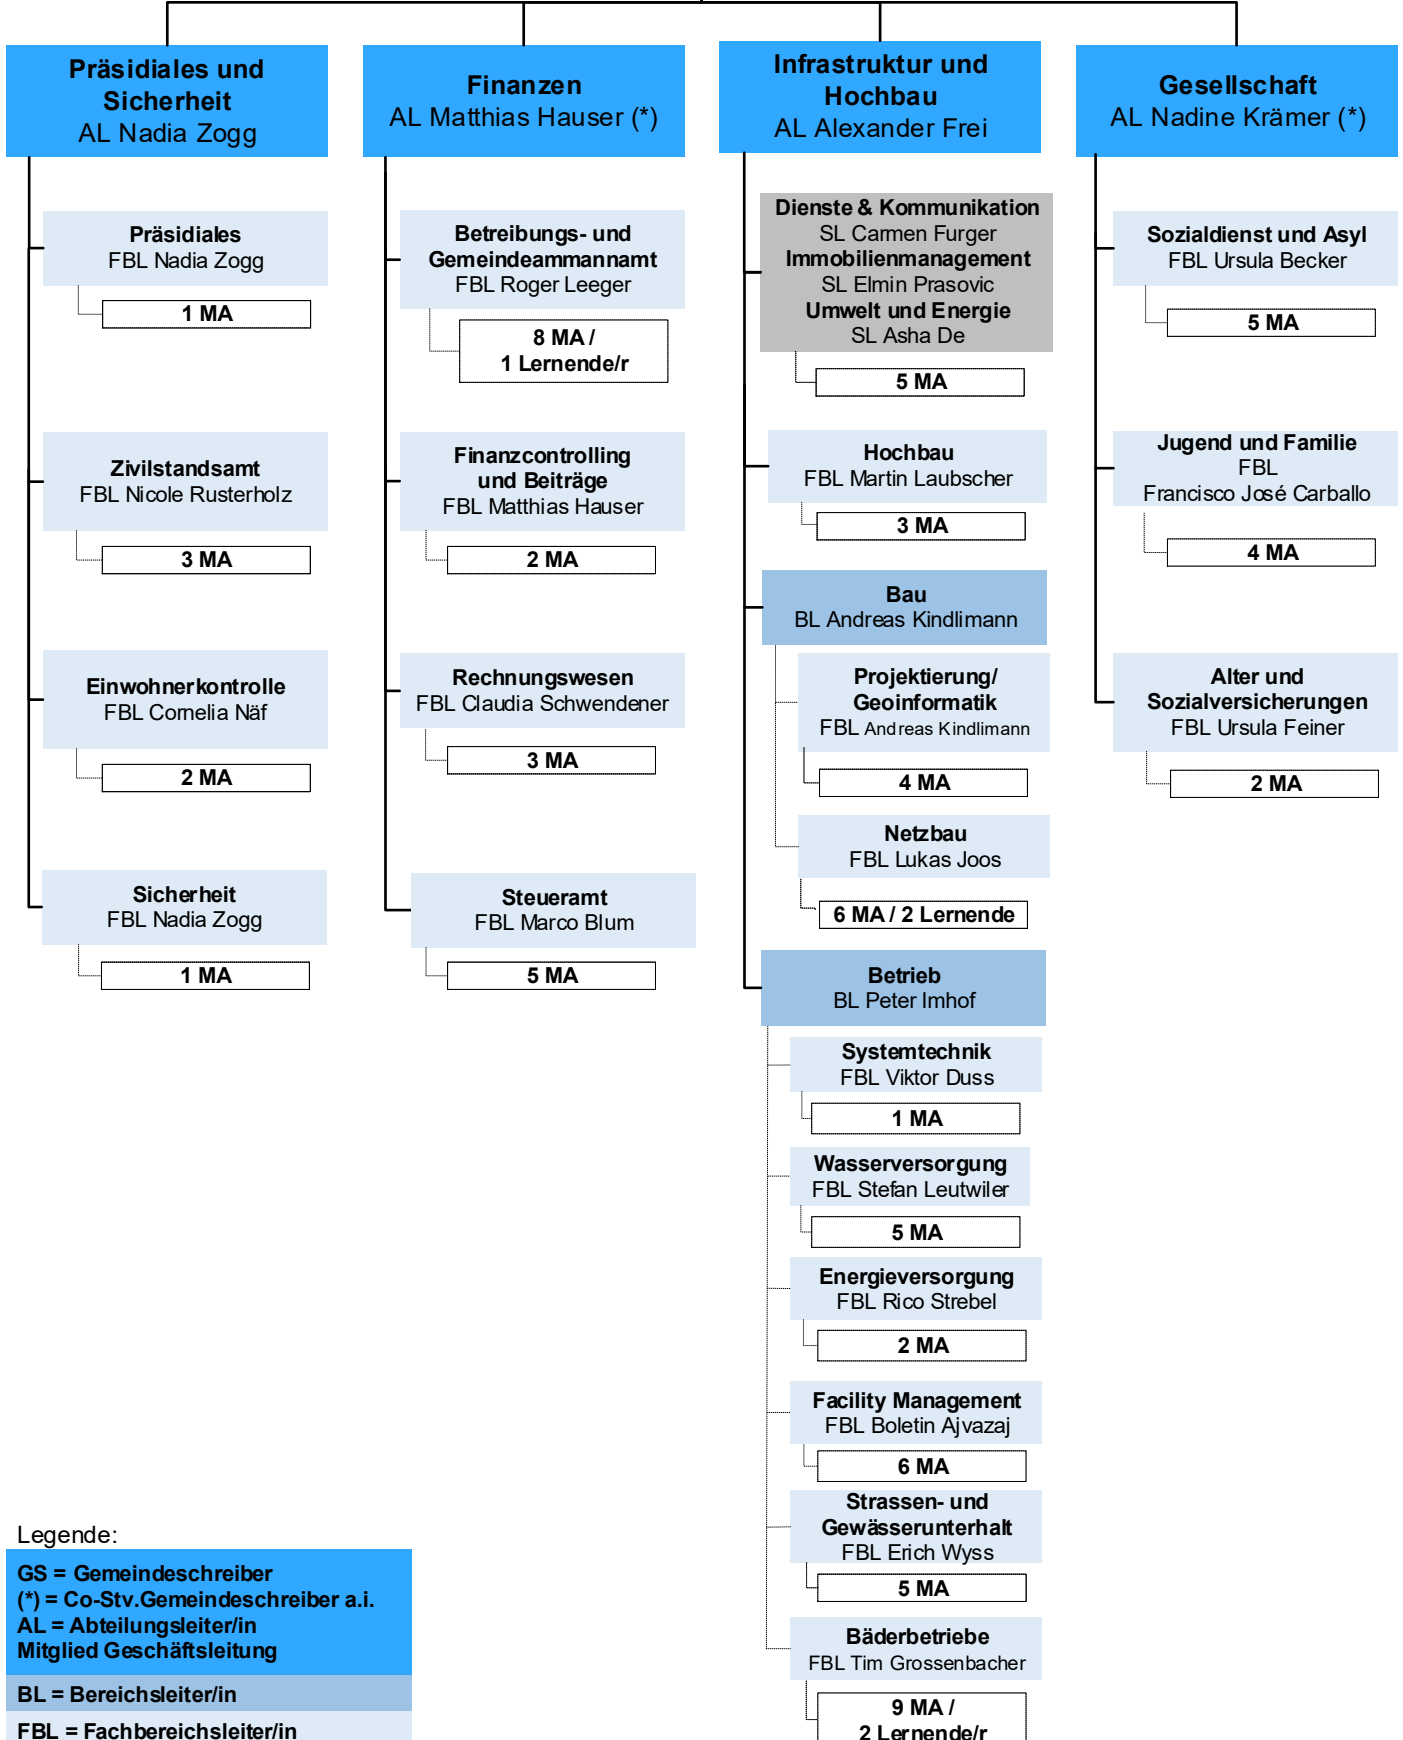 Präsidiales und
Sicherheit
AL Nadia Zogg
Präsidiales
FBL Nadia Zogg
1 MA
Zivilstandsamt
FBL Nicole Rusterholz
3 MA
Einwohnerkontrolle
FBL Cornelia Näf
2 MA
Sicherheit
FBL Nadia Zogg
1 MA
Finanzen
AL Matthias Hauser (*)
Betreibungs- und
Gemeindeammannamt
FBL Roger Leeger
8 MA /
1 Lernende/r
Finanzcontrolling
und Beiträge
FBL Matthias Hauser
2 MA
Rechnungswesen
FBL Claudia Schwendener
3 MA
Steueramt
FBL Marco Blum
5 MA
Infrastruktur und
Hochbau
AL Alexander Frei
Dienste & Kommunikation
SL Carmen Furger
Immobilienmanagement
SL Elmin Prasovic
Umwelt und Energie
SL Asha De
5 MA
Hochbau
FBL Martin Laubscher
3 MA
Bau
BL Andreas Kindlimann
Projektierung/
Geoinformatik
FBL Andreas Kindlimann
4 MA
Netzbau
FBL Lukas Joos
6 MA / 2 Lernende
Betrieb
BL Peter Imhof
Systemtechnik
FBL Viktor Duss
1 MA
Wasserversorgung
FBL Stefan Leutwiler
5 MA
Energieversorgung
FBL Rico Strebel
2 MA
Facility Management
FBL Boletin Ajvazaj
6 MA
Strassen- und
Gewässerunterhalt
FBL Erich Wyss
5 MA
Bäderbetriebe
FBL Tim Grossenbacher
9 MA /
2 Lernende/r
Gesellschaft
AL Nadine Krämer (*)
Sozialdienst und Asyl
FBL Ursula Becker
5 MA
Jugend und Familie
FBL
Francisco José Carballo
4 MA
Alter und
Sozialversicherungen
FBL Ursula Feiner
2 MA
Legende:
GS = Gemeindeschreiber
(*) = Co-Stv.Gemeindeschreiber a.i.
AL = Abteilungsleiter/in
Mitglied Geschäftsleitung
BL = Bereichsleiter/in
FBL = Fachbereichsleiter/in